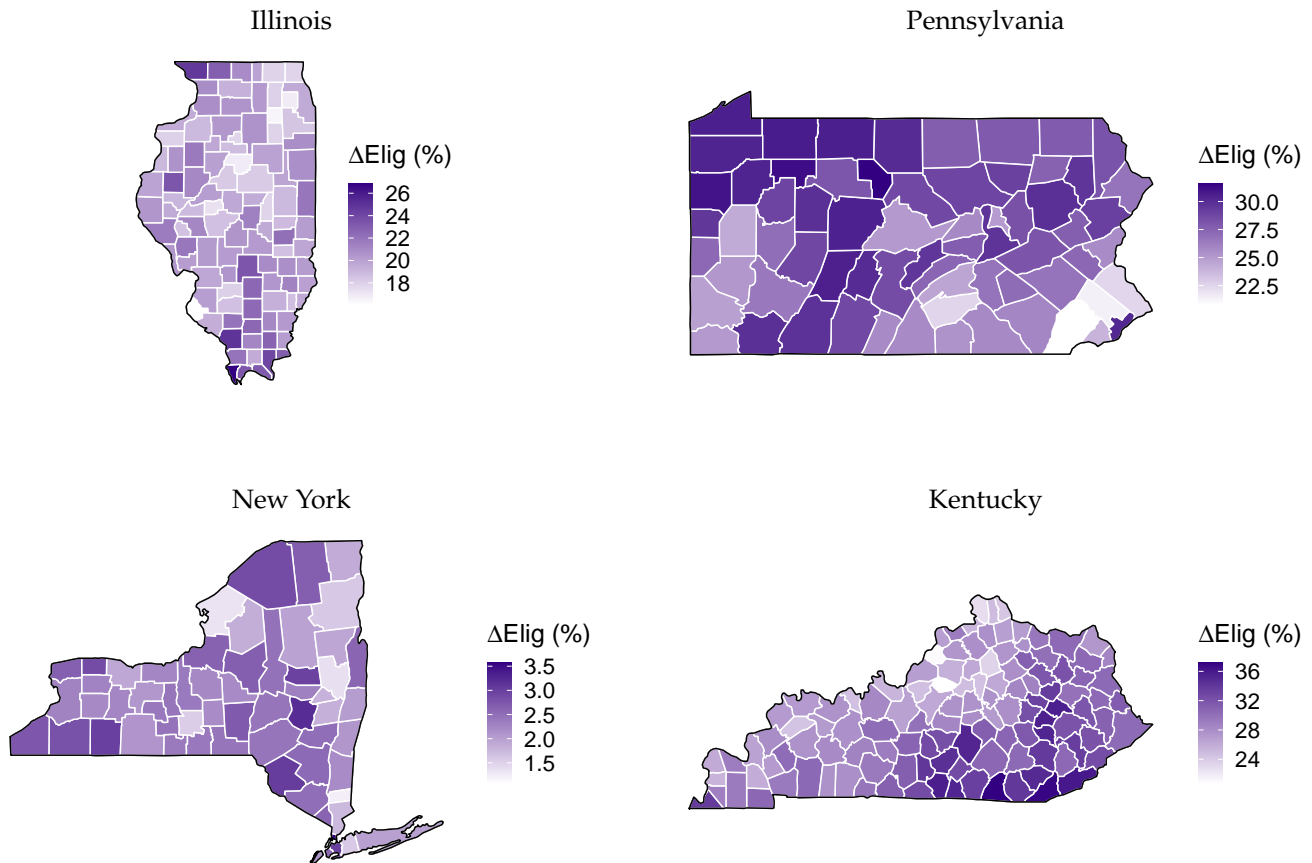 Illinois
ΔElig (%)
26
24
22
20
18
Pennsylvania
ΔElig (%)
30.0
27.5
25.0
22.5
New York
ΔElig (%)
3.5
3.0
2.5
2.0
1.5
Kentucky
ΔElig (%)
36
32
28
24